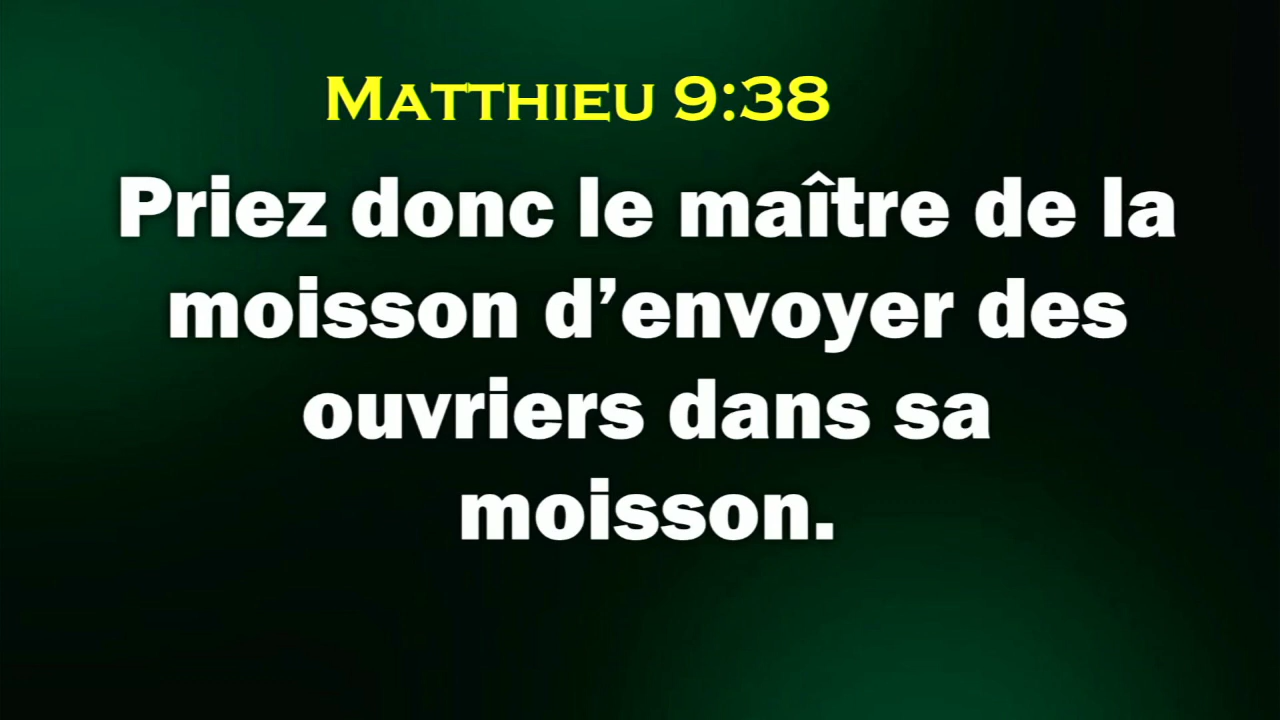 Matthieu 9:38
Priez donc le maître de la
moisson d’envoyer des
ouvriers dans sa
moisson.